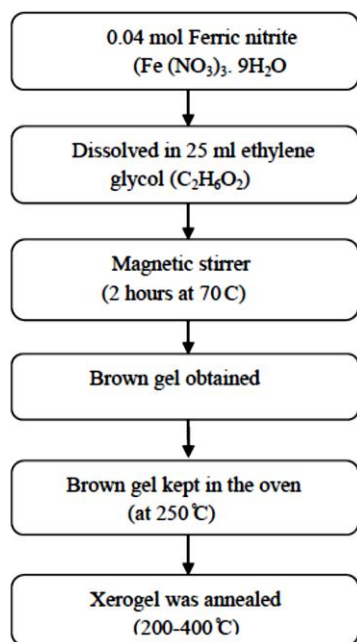 0.04 mol Ferric nitrite
(Fe (NO₃)₃. 9H₂O
Dissolved in 25 ml ethylene
glycol (C₂H₆O₂)
Magnetic stirrer
(2 hours at 70 C)
Brown gel obtained
Brown gel kept in the oven
(at 250℃)
Xerogel was annealed
(200-400℃)